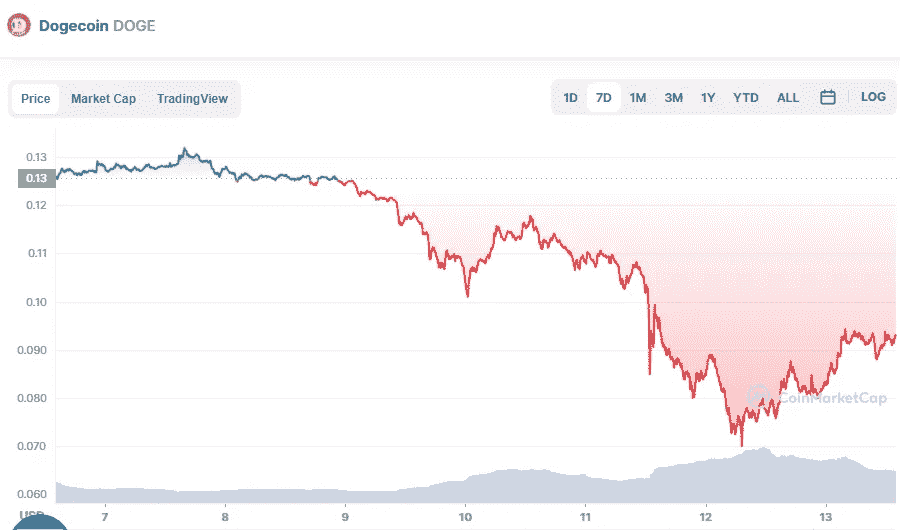 Dogecoin DOGE
Price Market Cap TradingView
1D 7D 1M 3M 1Y YTD ALL LOG
0.13
0.13
0.12
0.11
0.10
0.090
0.080
CoinMarketCap
0.070
0.060
USD 7 8 9 10 11 12 13